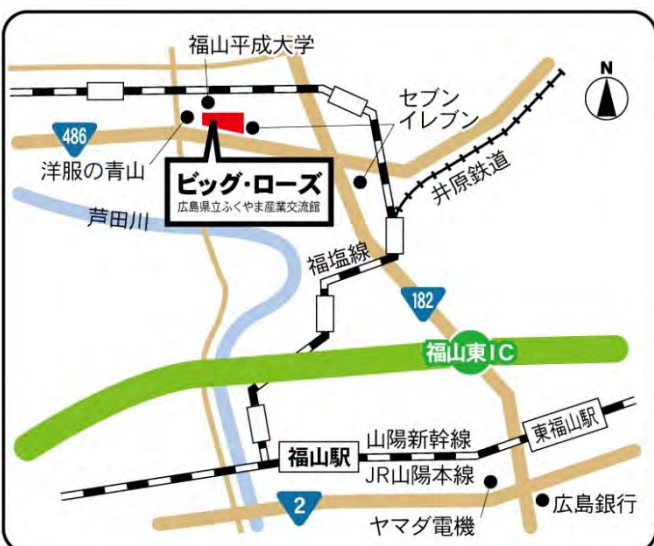 福山平成大学
N
セブン
イレブン
486
洋服の青山
ビッグ・ローズ
広島県立ふくやま産業交流館
井原鉄道
芦田川
福塩線
182
福山東IC
山陽新幹線
東福山駅
福山駅
JR山陽本線
2
ヤマダ電機
広島銀行